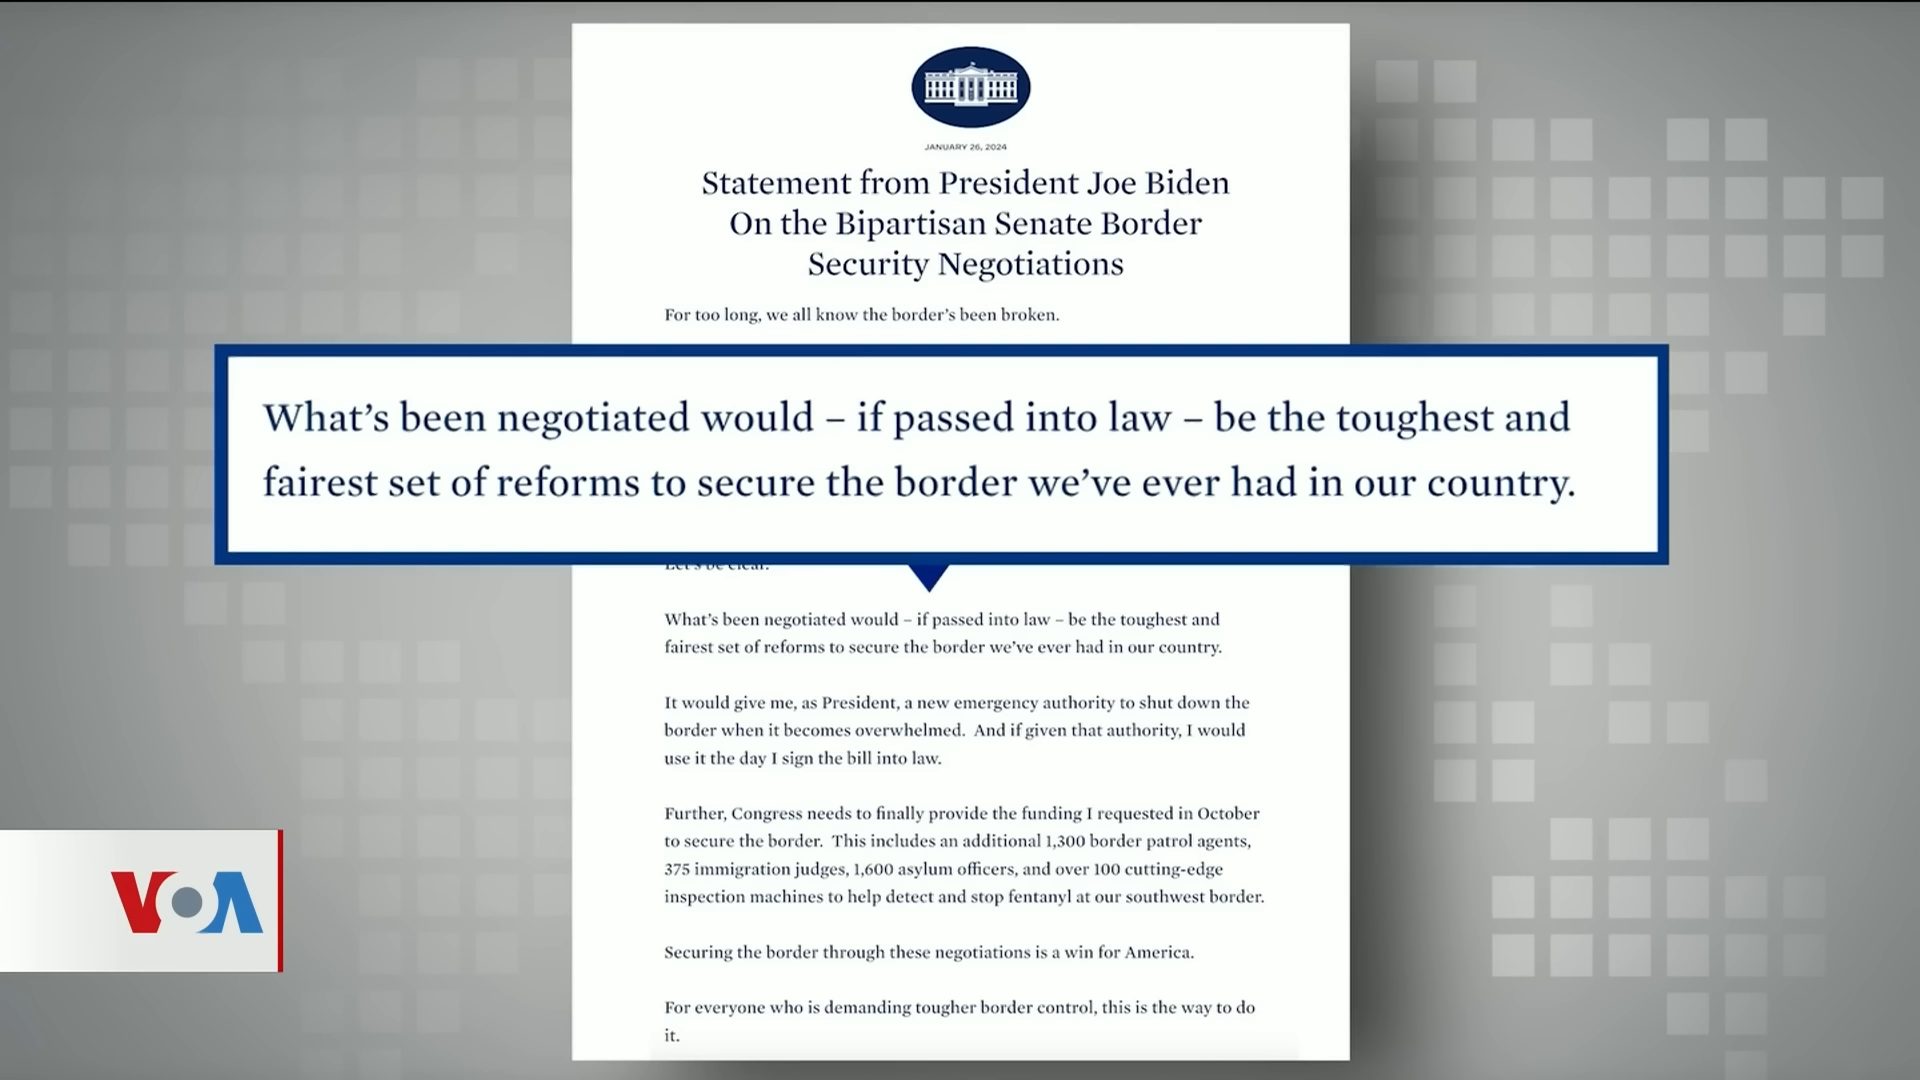 JANUARY 26, 2024
Statement from President Joe Biden
On the Bipartisan Senate Border
Security Negotiations
For too long, we all know the border's been broken.
What's been negotiated would – if passed into law – be the toughest and
fairest set of reforms to secure the border we've ever had in our country.
Let's be clear.
What's been negotiated would – if passed into law – be the toughest and
fairest set of reforms to secure the border we've ever had in our country.
It would give me, as President, a new emergency authority to shut down the
border when it becomes overwhelmed.  And if given that authority, I would
use it the day I sign the bill into law.
Further, Congress needs to finally provide the funding I requested in October
to secure the border.  This includes an additional 1,300 border patrol agents,
375 immigration judges, 1,600 asylum officers, and over 100 cutting-edge
inspection machines to help detect and stop fentanyl at our southwest border.
Securing the border through these negotiations is a win for America.
For everyone who is demanding tougher border control, this is the way to do
it.
VOA